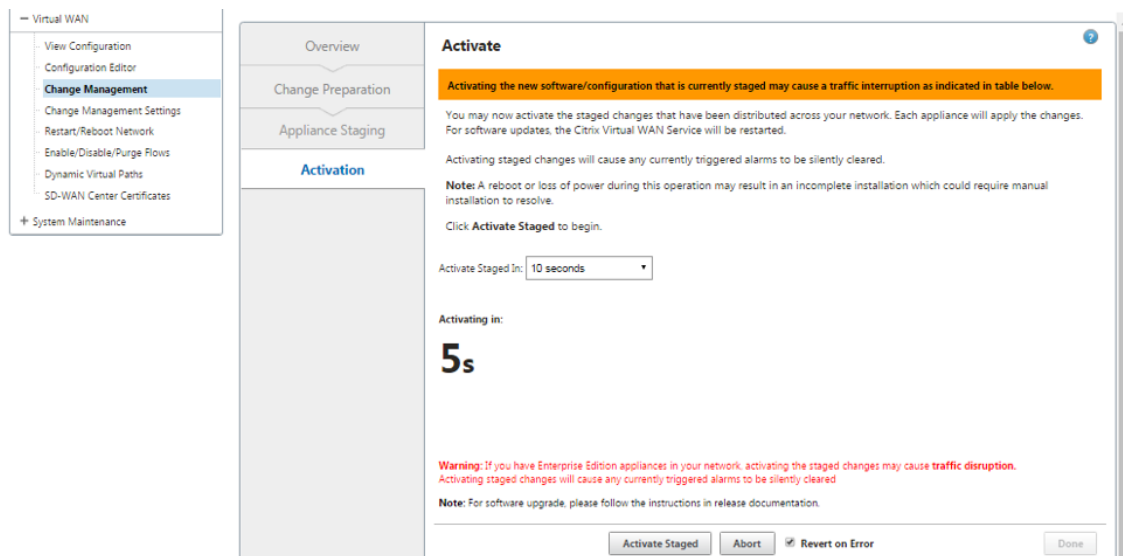 Virtual WAN
View Configuration
Configuration Editor
Change Management
Change Management Settings
Restart/Reboot Network
Enable/Disable/Purge Flows
Dynamic Virtual Paths
SD-WAN Center Certificates
System Maintenance
Overview
Change Preparation
Appliance Staging
Activation
Activate
?
Activating the new software/configuration that is currently staged may cause a traffic interruption as indicated in table below.
You may now activate the staged changes that have been distributed across your network. Each appliance will apply the changes.
For software updates, the Citrix Virtual WAN Service will be restarted.
Activating staged changes will cause any currently triggered alarms to be silently cleared.
Note: A reboot or loss of power during this operation may result in an incomplete installation which could require manual
installation to resolve.
Click Activate Staged to begin.
Activate Staged In: 10 seconds
Activating in:
5s
Warning: If you have Enterprise Edition appliances in your network, activating the staged changes may cause traffic disruption.
Activating staged changes will cause any currently triggered alarms to be silently cleared
Note: For software upgrade, please follow the instructions in release documentation.
Activate Staged Abort Revert on Error Done